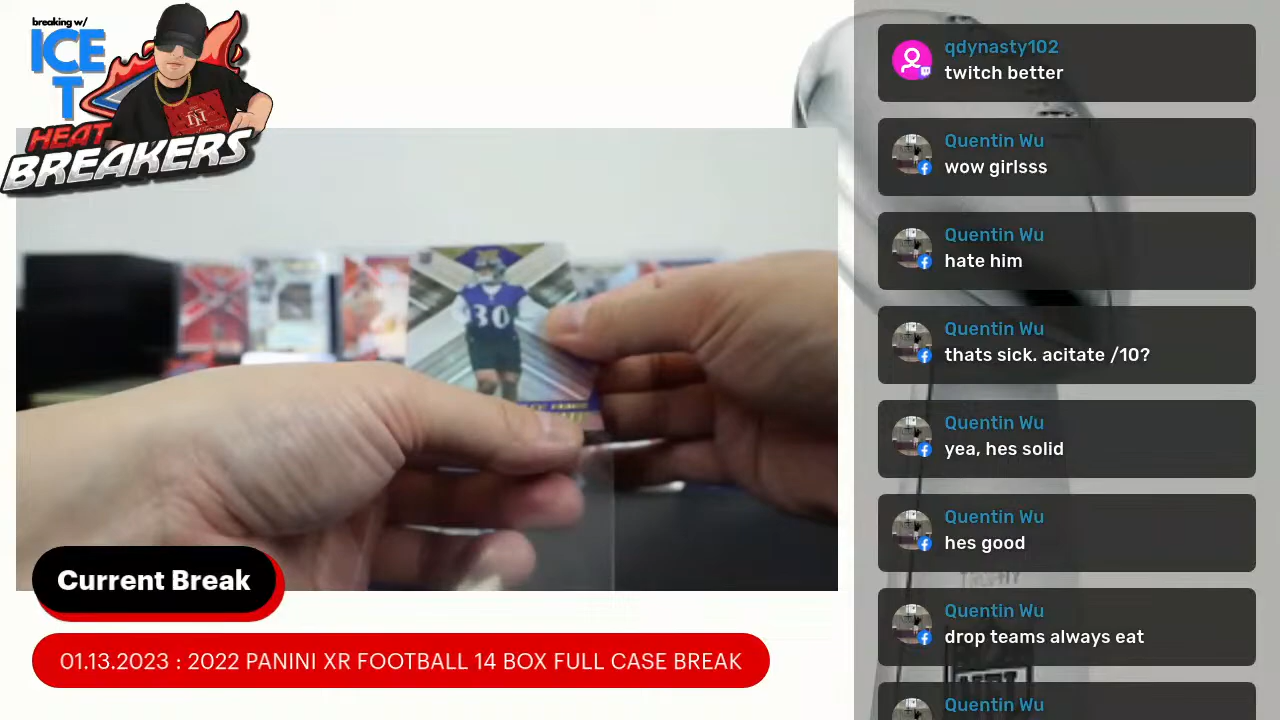 breaking w/
ICE
T
HEAT
BREAKERS
30
Current Break
01.13.2023 : 2022 PANINI XR FOOTBALL 14 BOX FULL CASE BREAK
qdynasty102
twitch better
Quentin Wu
wow girlsss
Quentin Wu
hate him
Quentin Wu
thats sick. acitate /10?
Quentin Wu
yea, hes solid
Quentin Wu
hes good
Quentin Wu
drop teams always eat
Quentin Wu